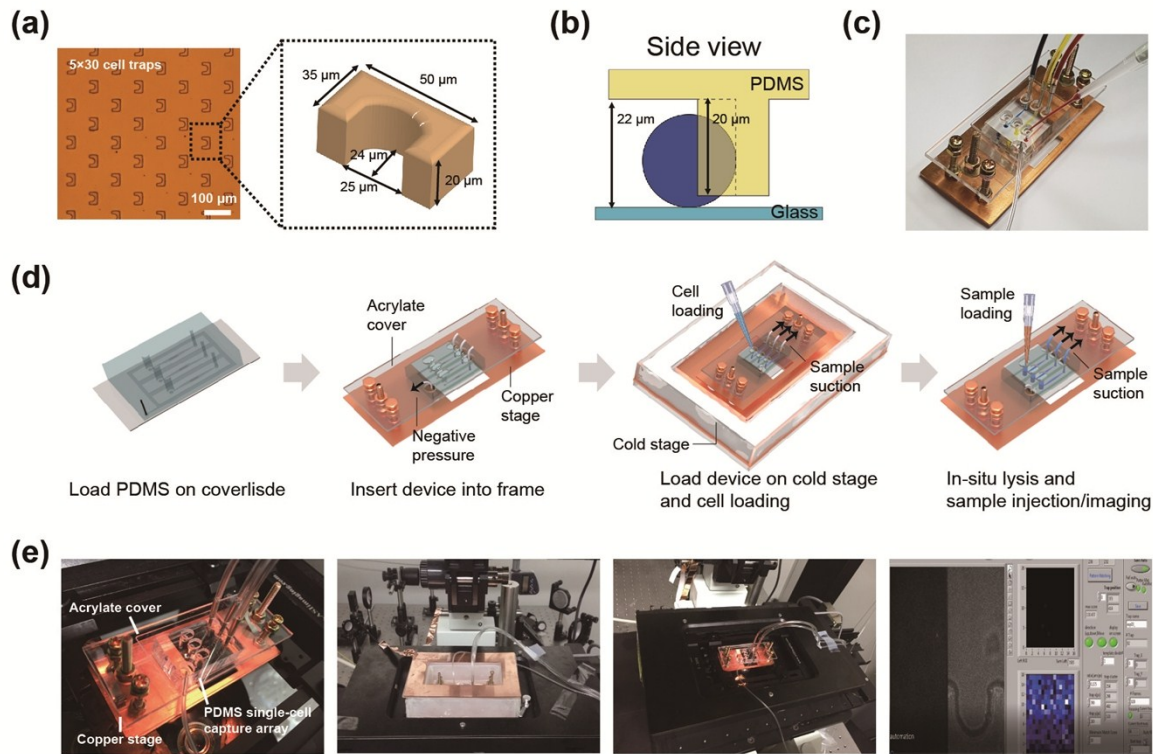 (a)
5×30 cell traps
100 μm
35 μm
50 μm
24 μm
25 μm
20 μm
(b)
Side view
PDMS
22 μm
20 μm
Glass
(c)
(d)
Acrylate
cover
Copper
stage
Negative
pressure
Cell
loading
Sample
suction
Cold stage
Sample
loading
Sample
suction
Load PDMS on coverlisde
Insert device into frame
Load device on cold stage
and cell loading
In-situ lysis and
sample injection/imaging
(e)
Acrylate cover
PDMS single-cell
capture array
Copper stage
automation